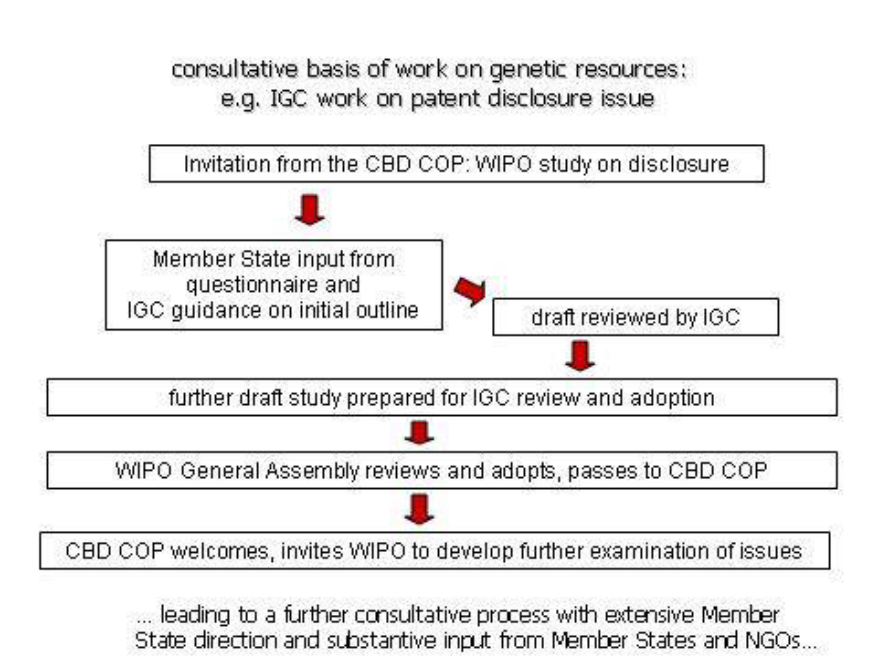 consultative basis of work on genetic resources:
e.g. IGC work on patent disclosure issue
Invitation from the CBD COP: WIPO study on disclosure
Member State input from
questionnaire and
IGC guidance on initial outline
draft reviewed by IGC
further draft study prepared for IGC review and adoption
WIPO General Assembly reviews and adopts, passes to CBD COP
CBD COP welcomes, invites WIPO to develop further examination of issues
... leading to a further consultative process with extensive Member
State direction and substantive input from Member States and NGOs...